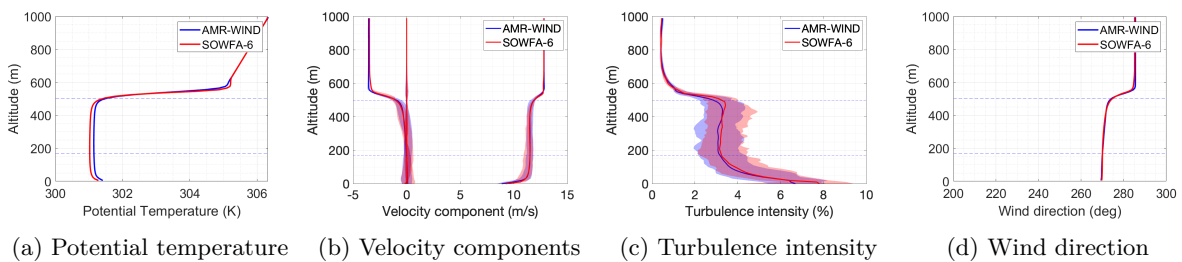 1000
800
600
400
200
0
300
302
304
306
Altitude (m)
Potential Temperature (K)
AMR-WIND
SOWFA-6
(a) Potential temperature
1000
800
600
400
200
0
-5
0
5
10
15
Altitude (m)
Velocity component (m/s)
AMR-WIND
SOWFA-6
(b) Velocity components
1000
800
600
400
200
0
0
2
4
6
8
10
Altitude (m)
Turbulence intensity (%)
AMR-WIND
SOWFA-6
(c) Turbulence intensity
1000
800
600
400
200
0
200
220
240
260
280
300
Altitude (m)
Wind direction (deg)
AMR-WIND
SOWFA-6
(d) Wind direction